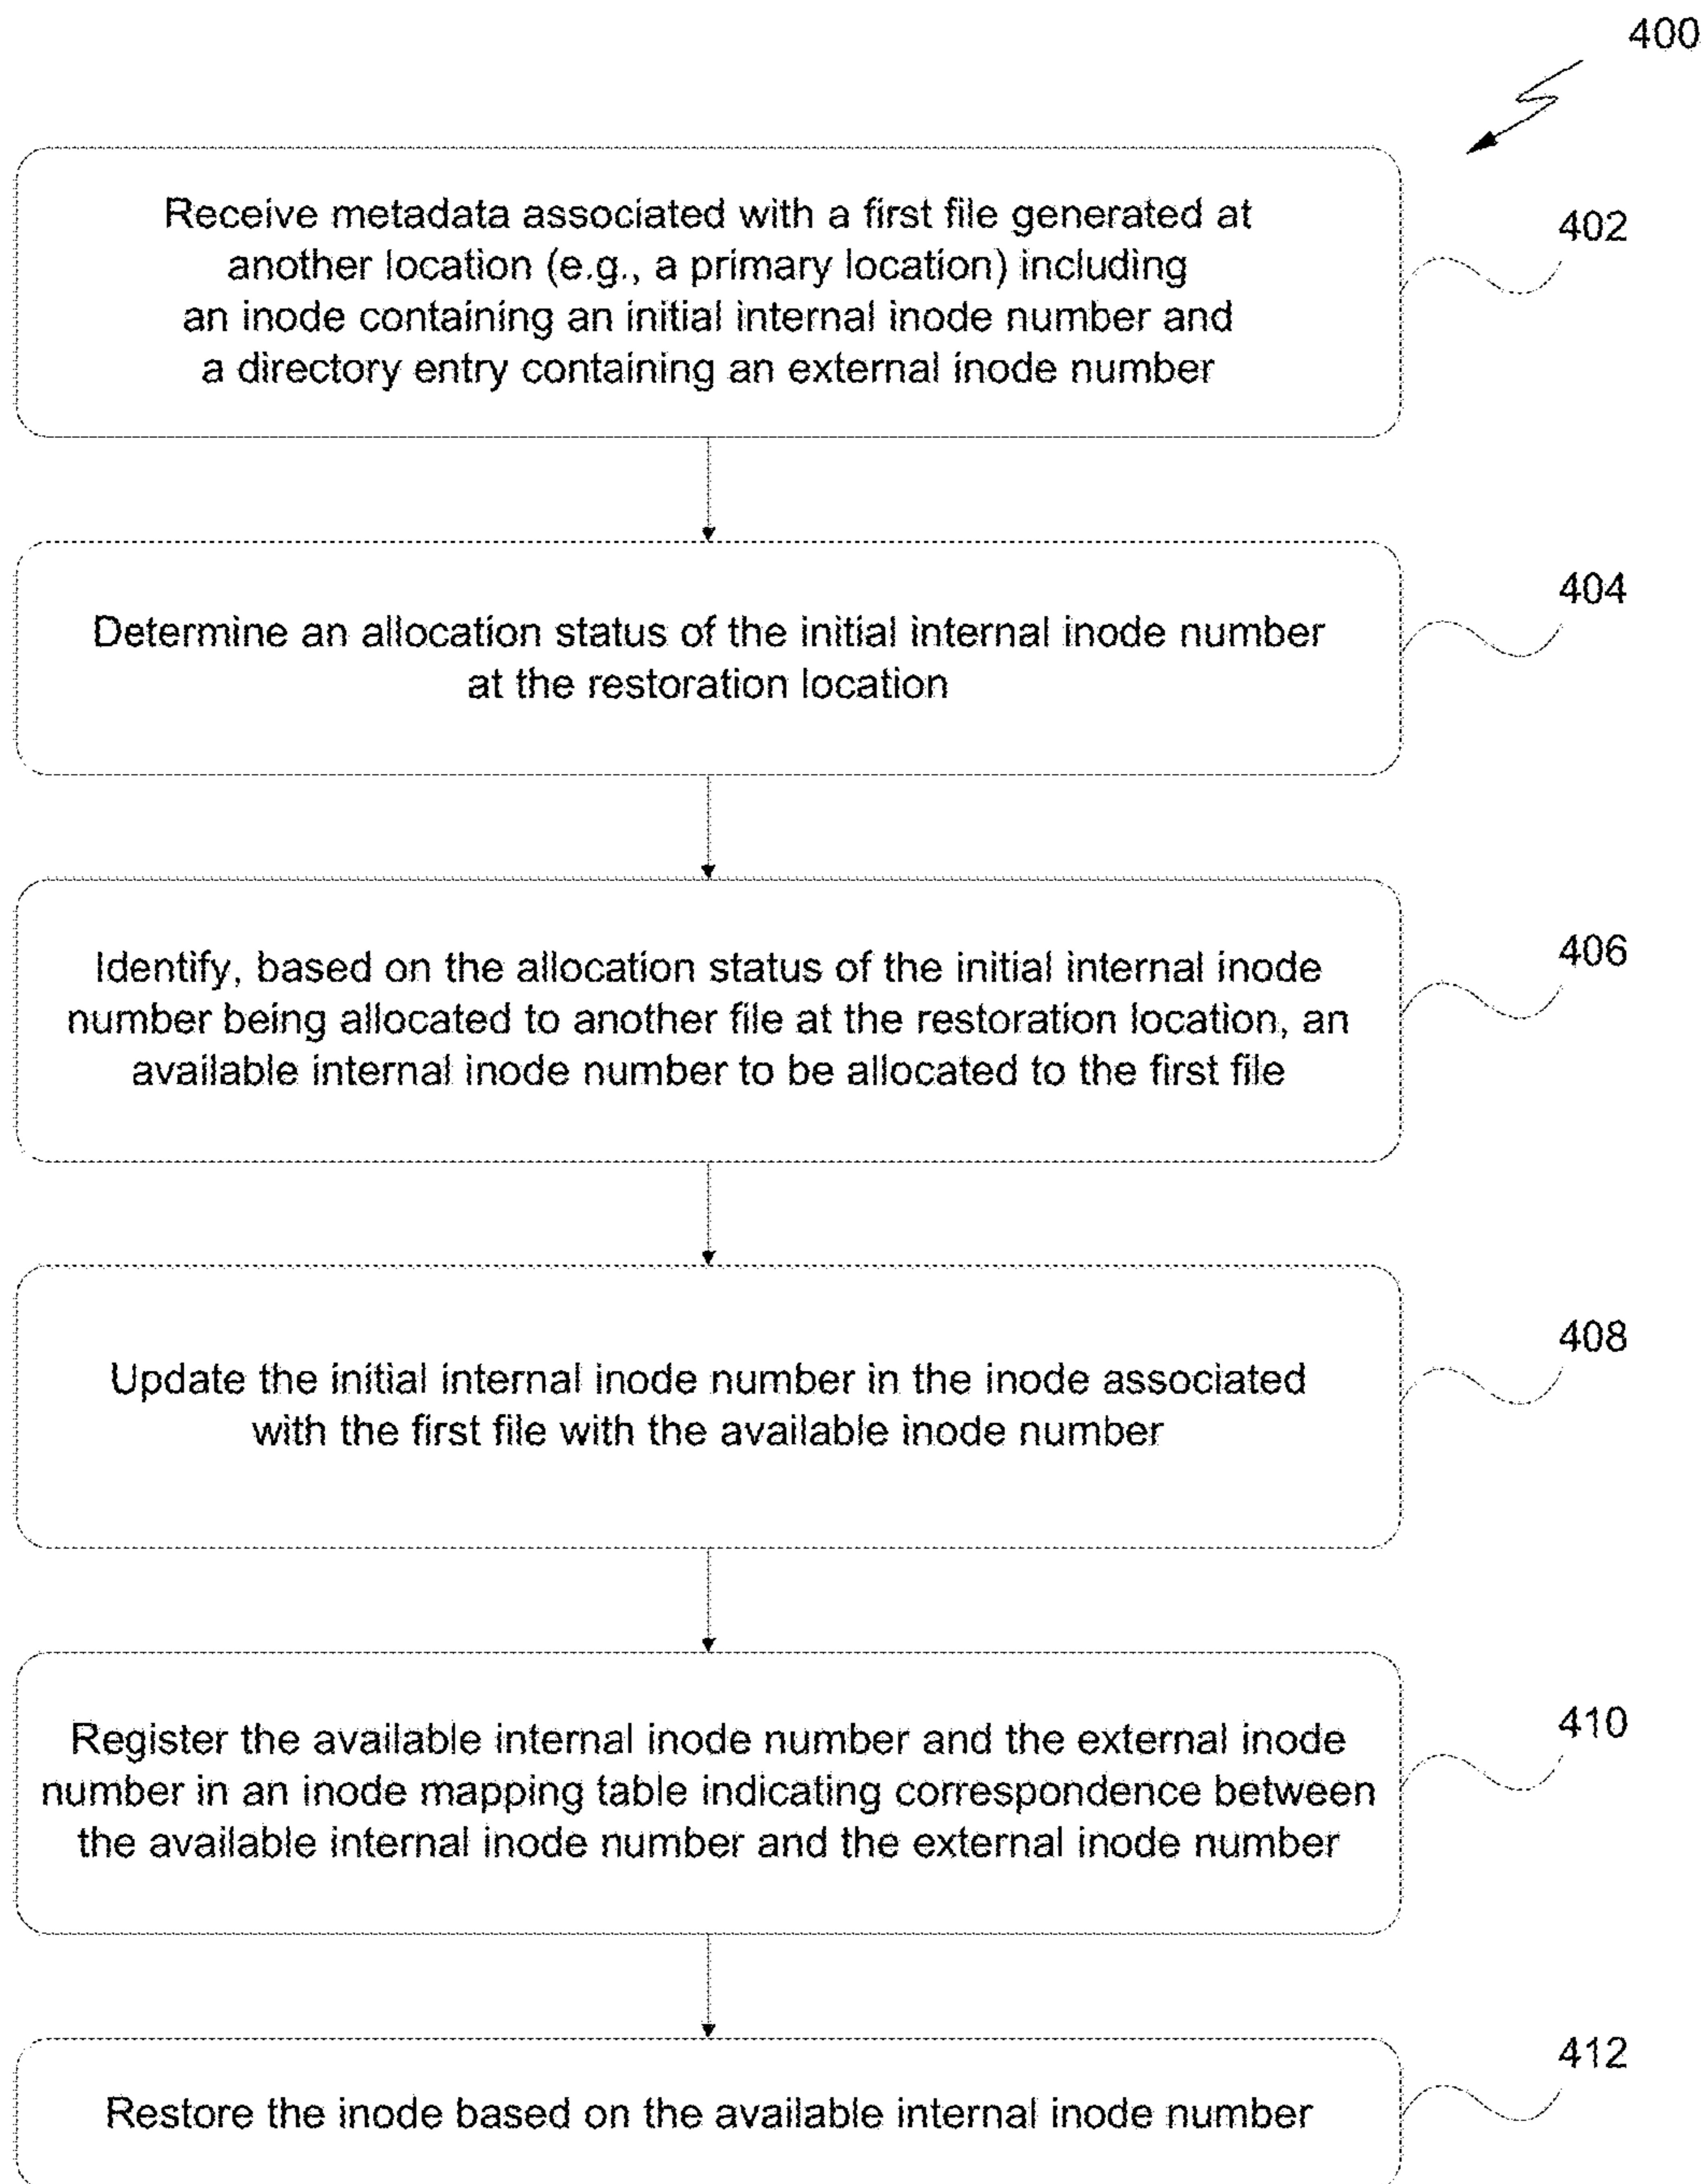 400
Receive metadata associated with a first file generated at
another location (e.g., a primary location) including
an inode containing an initial internal inode number and
a directory entry containing an external inode number
402
Determine an allocation status of the initial internal inode number
at the restoration location
404
Identify, based on the allocation status of the initial internal inode
number being allocated to another file at the restoration location, an
available internal inode number to be allocated to the first file
406
Update the initial internal inode number in the inode associated
with the first file with the available inode number
408
Register the available internal inode number and the external inode
number in an inode mapping table indicating correspondence between
the available internal inode number and the external inode number
410
Restore the inode based on the available internal inode number
412